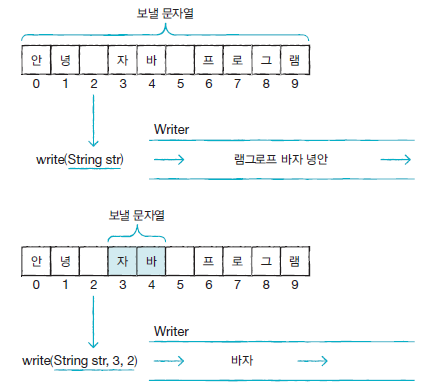 보낼 문자열
안 녕 자 바 프 로 그 램
0 1 2 3 4 5 6 7 8 9
Writer
write(String str) 램그로프 바자 녕안
보낼 문자열
안 녕 자 바 프 로 그 램
0 1 2 3 4 5 6 7 8 9
Writer
write(String str, 3, 2) 바자